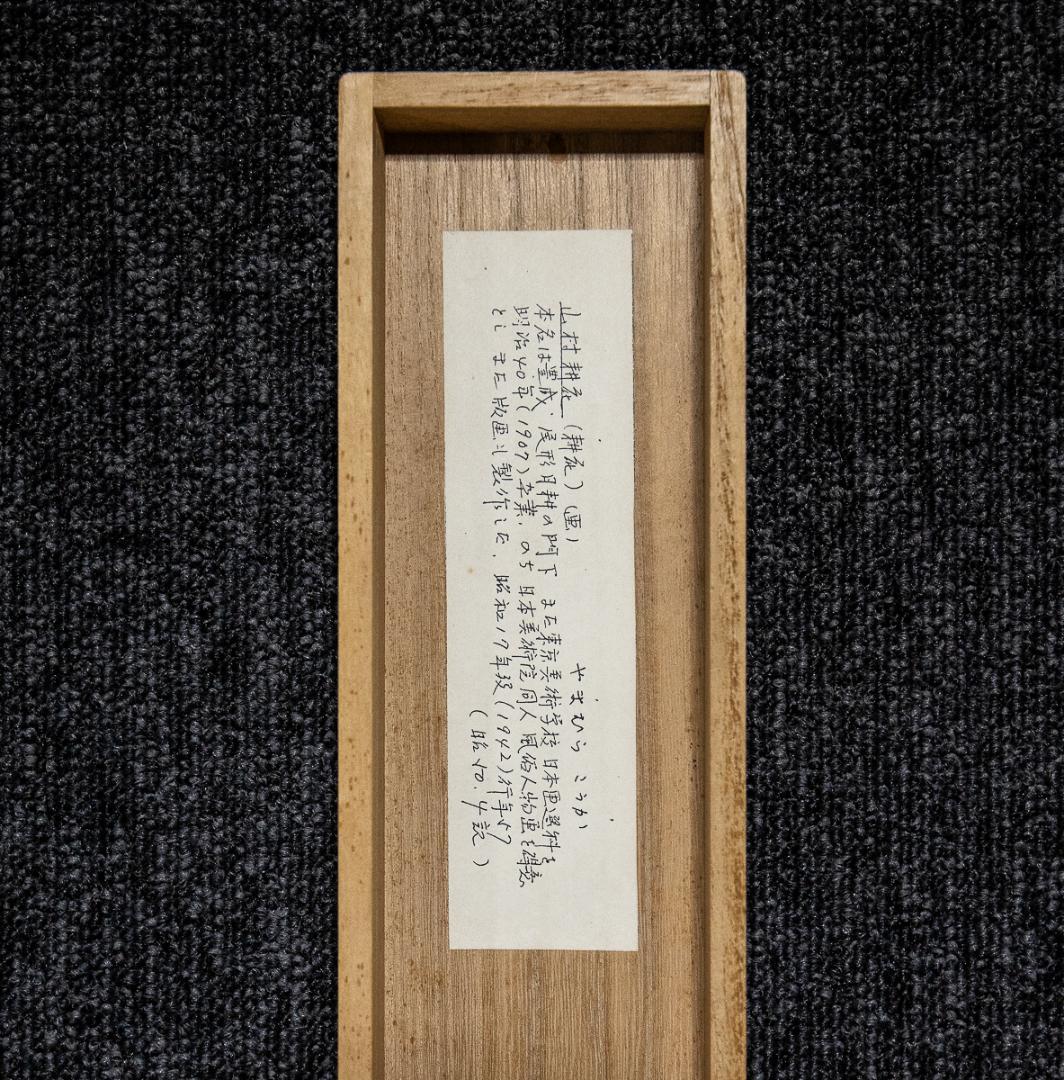 山村耕花（耕花）（画） やまむら こうか
本名は豊成、尾形月耕の門下 また東京美術学校日本画選科を
明治40年（1907）卒業、のち日本美術院同人 風俗人物画を得意
とし また版画も製作した、昭和17年歿（1942）行年57
（昭50.4記）